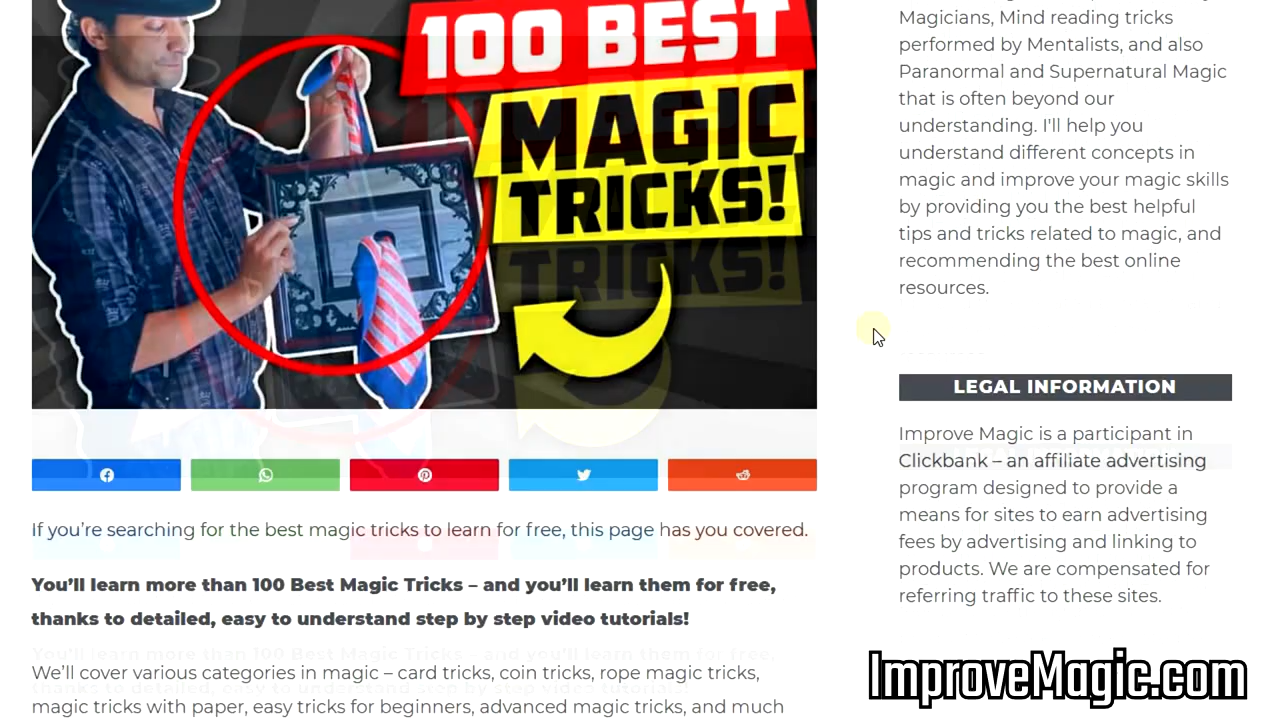 100 BEST
MAGIC
TRICKS!
If you’re searching for the best magic tricks to learn for free, this page has you covered.
You’ll learn more than 100 Best Magic Tricks – and you’ll learn them for free,
thanks to detailed, easy to understand step by step video tutorials!
We’ll cover various categories in magic – card tricks, coin tricks, rope magic tricks,
magic tricks with paper, easy tricks for beginners, advanced magic tricks, and much
Magicians, Mind reading tricks
performed by Mentalists, and also
Paranormal and Supernatural Magic
that is often beyond our
understanding. I'll help you
understand different concepts in
magic and improve your magic skills
by providing you the best helpful
tips and tricks related to magic, and
recommending the best online
resources.
LEGAL INFORMATION
Improve Magic is a participant in
Clickbank – an affiliate advertising
program designed to provide a
means for sites to earn advertising
fees by advertising and linking to
products. We are compensated for
referring traffic to these sites.
ImproveMagic.com